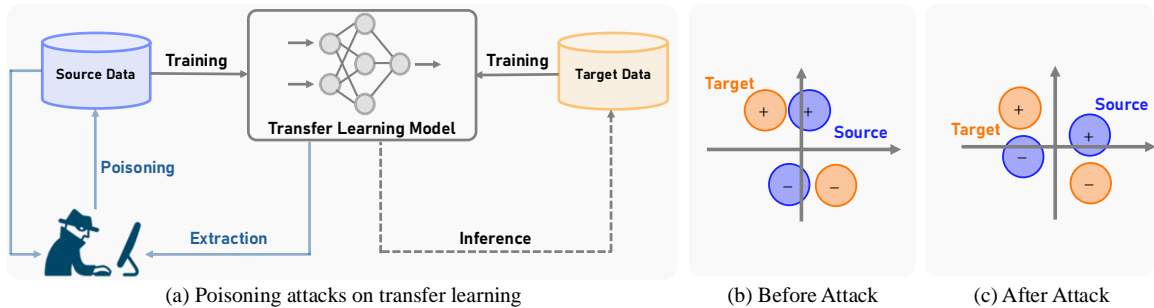 Source Data
Training
Transfer Learning Model
Training
Target Data
Poisoning
Extraction
Inference
(a) Poisoning attacks on transfer learning
Target
+
+
Source
−
−
(b) Before Attack
+
Source
Target
+
−
−
(c) After Attack